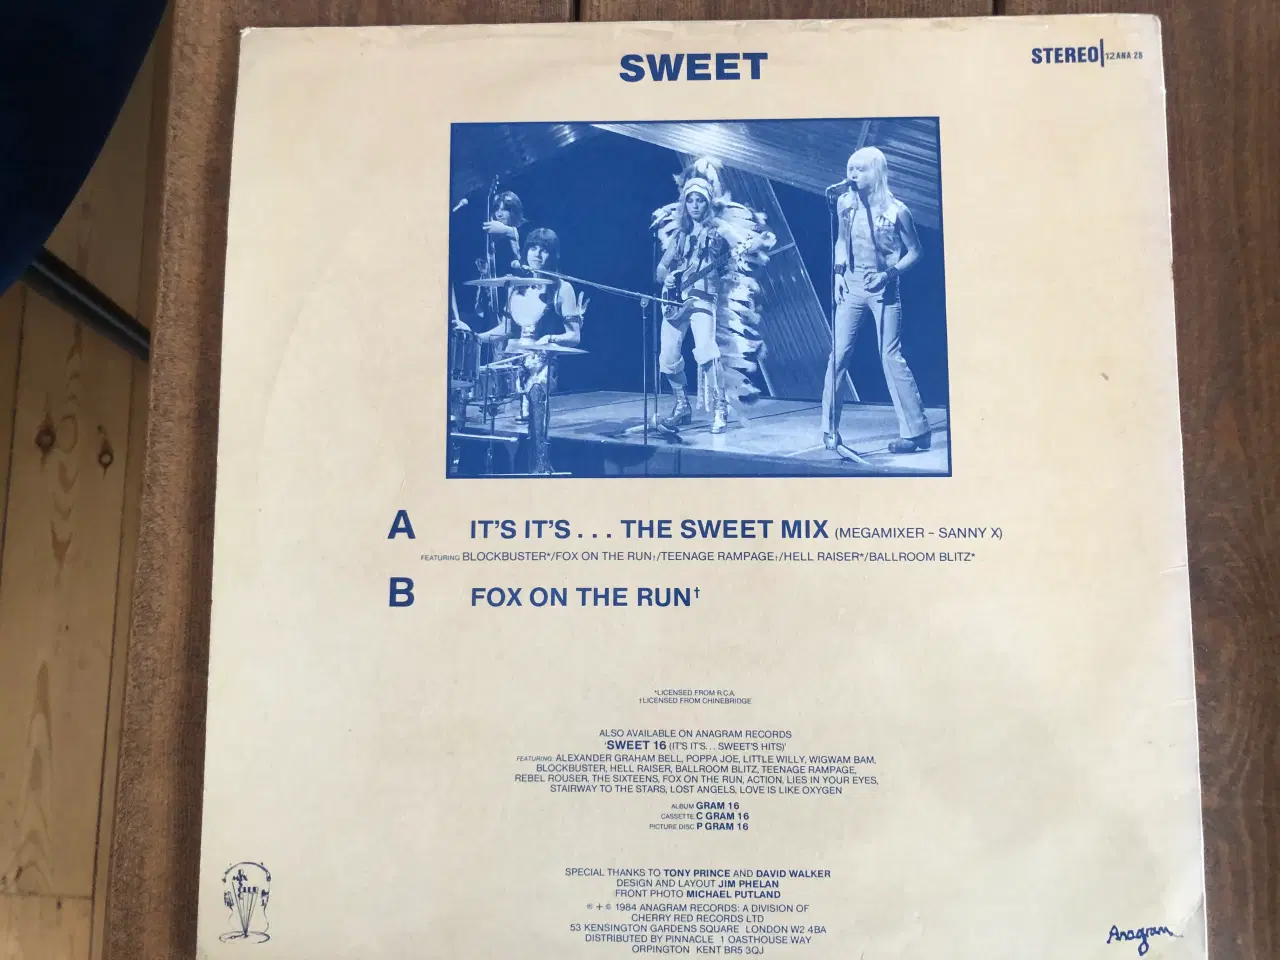 SWEET
STEREO 12 ANA 28
A IT'S IT'S . . . THE SWEET MIX (MEGAMIXER – SANNY X)
FEATURING BLOCKBUSTER*/FOX ON THE RUN†/TEENAGE RAMPAGE†/HELL RAISER*/BALLROOM BLITZ*
B FOX ON THE RUN†
*LICENSED FROM R.C.A.
†LICENSED FROM CHINEBRIDGE
ALSO AVAILABLE ON ANAGRAM RECORDS
'SWEET 16 (IT'S IT'S... SWEET'S HITS)'
FEATURING: ALEXANDER GRAHAM BELL, POPPA JOE, LITTLE WILLY, WIGWAM BAM,
BLOCKBUSTER, HELL RAISER, BALLROOM BLITZ, TEENAGE RAMPAGE,
REBEL ROUSER, THE SIXTEENS, FOX ON THE RUN, ACTION, LIES IN YOUR EYES,
STAIRWAY TO THE STARS, LOST ANGELS, LOVE IS LIKE OXYGEN
ALBUM GRAM 16
CASSETTE C GRAM 16
PICTURE DISC P GRAM 16
SPECIAL THANKS TO TONY PRINCE AND DAVID WALKER
DESIGN AND LAYOUT JIM PHELAN
FRONT PHOTO MICHAEL PUTLAND
℗ + © 1984 ANAGRAM RECORDS: A DIVISION OF
CHERRY RED RECORDS LTD
53 KENSINGTON GARDENS SQUARE LONDON W2 4BA
DISTRIBUTED BY PINNACLE 1 OASTHOUSE WAY
ORPINGTON KENT BR5 3QJ
Anagram